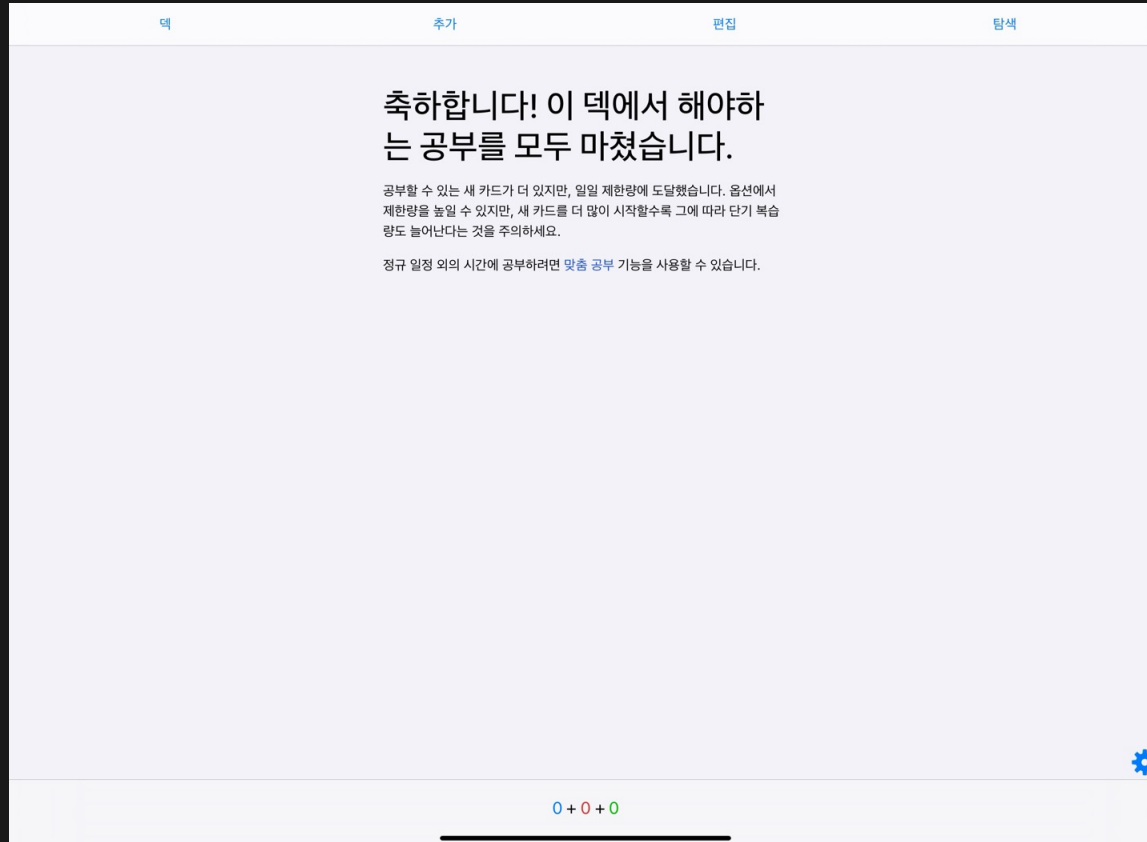 덱
추가
편집
탐색
축하합니다! 이 덱에서 해야하
는 공부를 모두 마쳤습니다.
공부할 수 있는 새 카드가 더 있지만, 일일 제한량에 도달했습니다. 옵션에서
제한량을 높일 수 있지만, 새 카드를 더 많이 시작할수록 그에 따라 단기 복습
량도 늘어난다는 것을 주의하세요.
정규 일정 외의 시간에 공부하려면 맞춤 공부 기능을 사용할 수 있습니다.
0 + 0 + 0